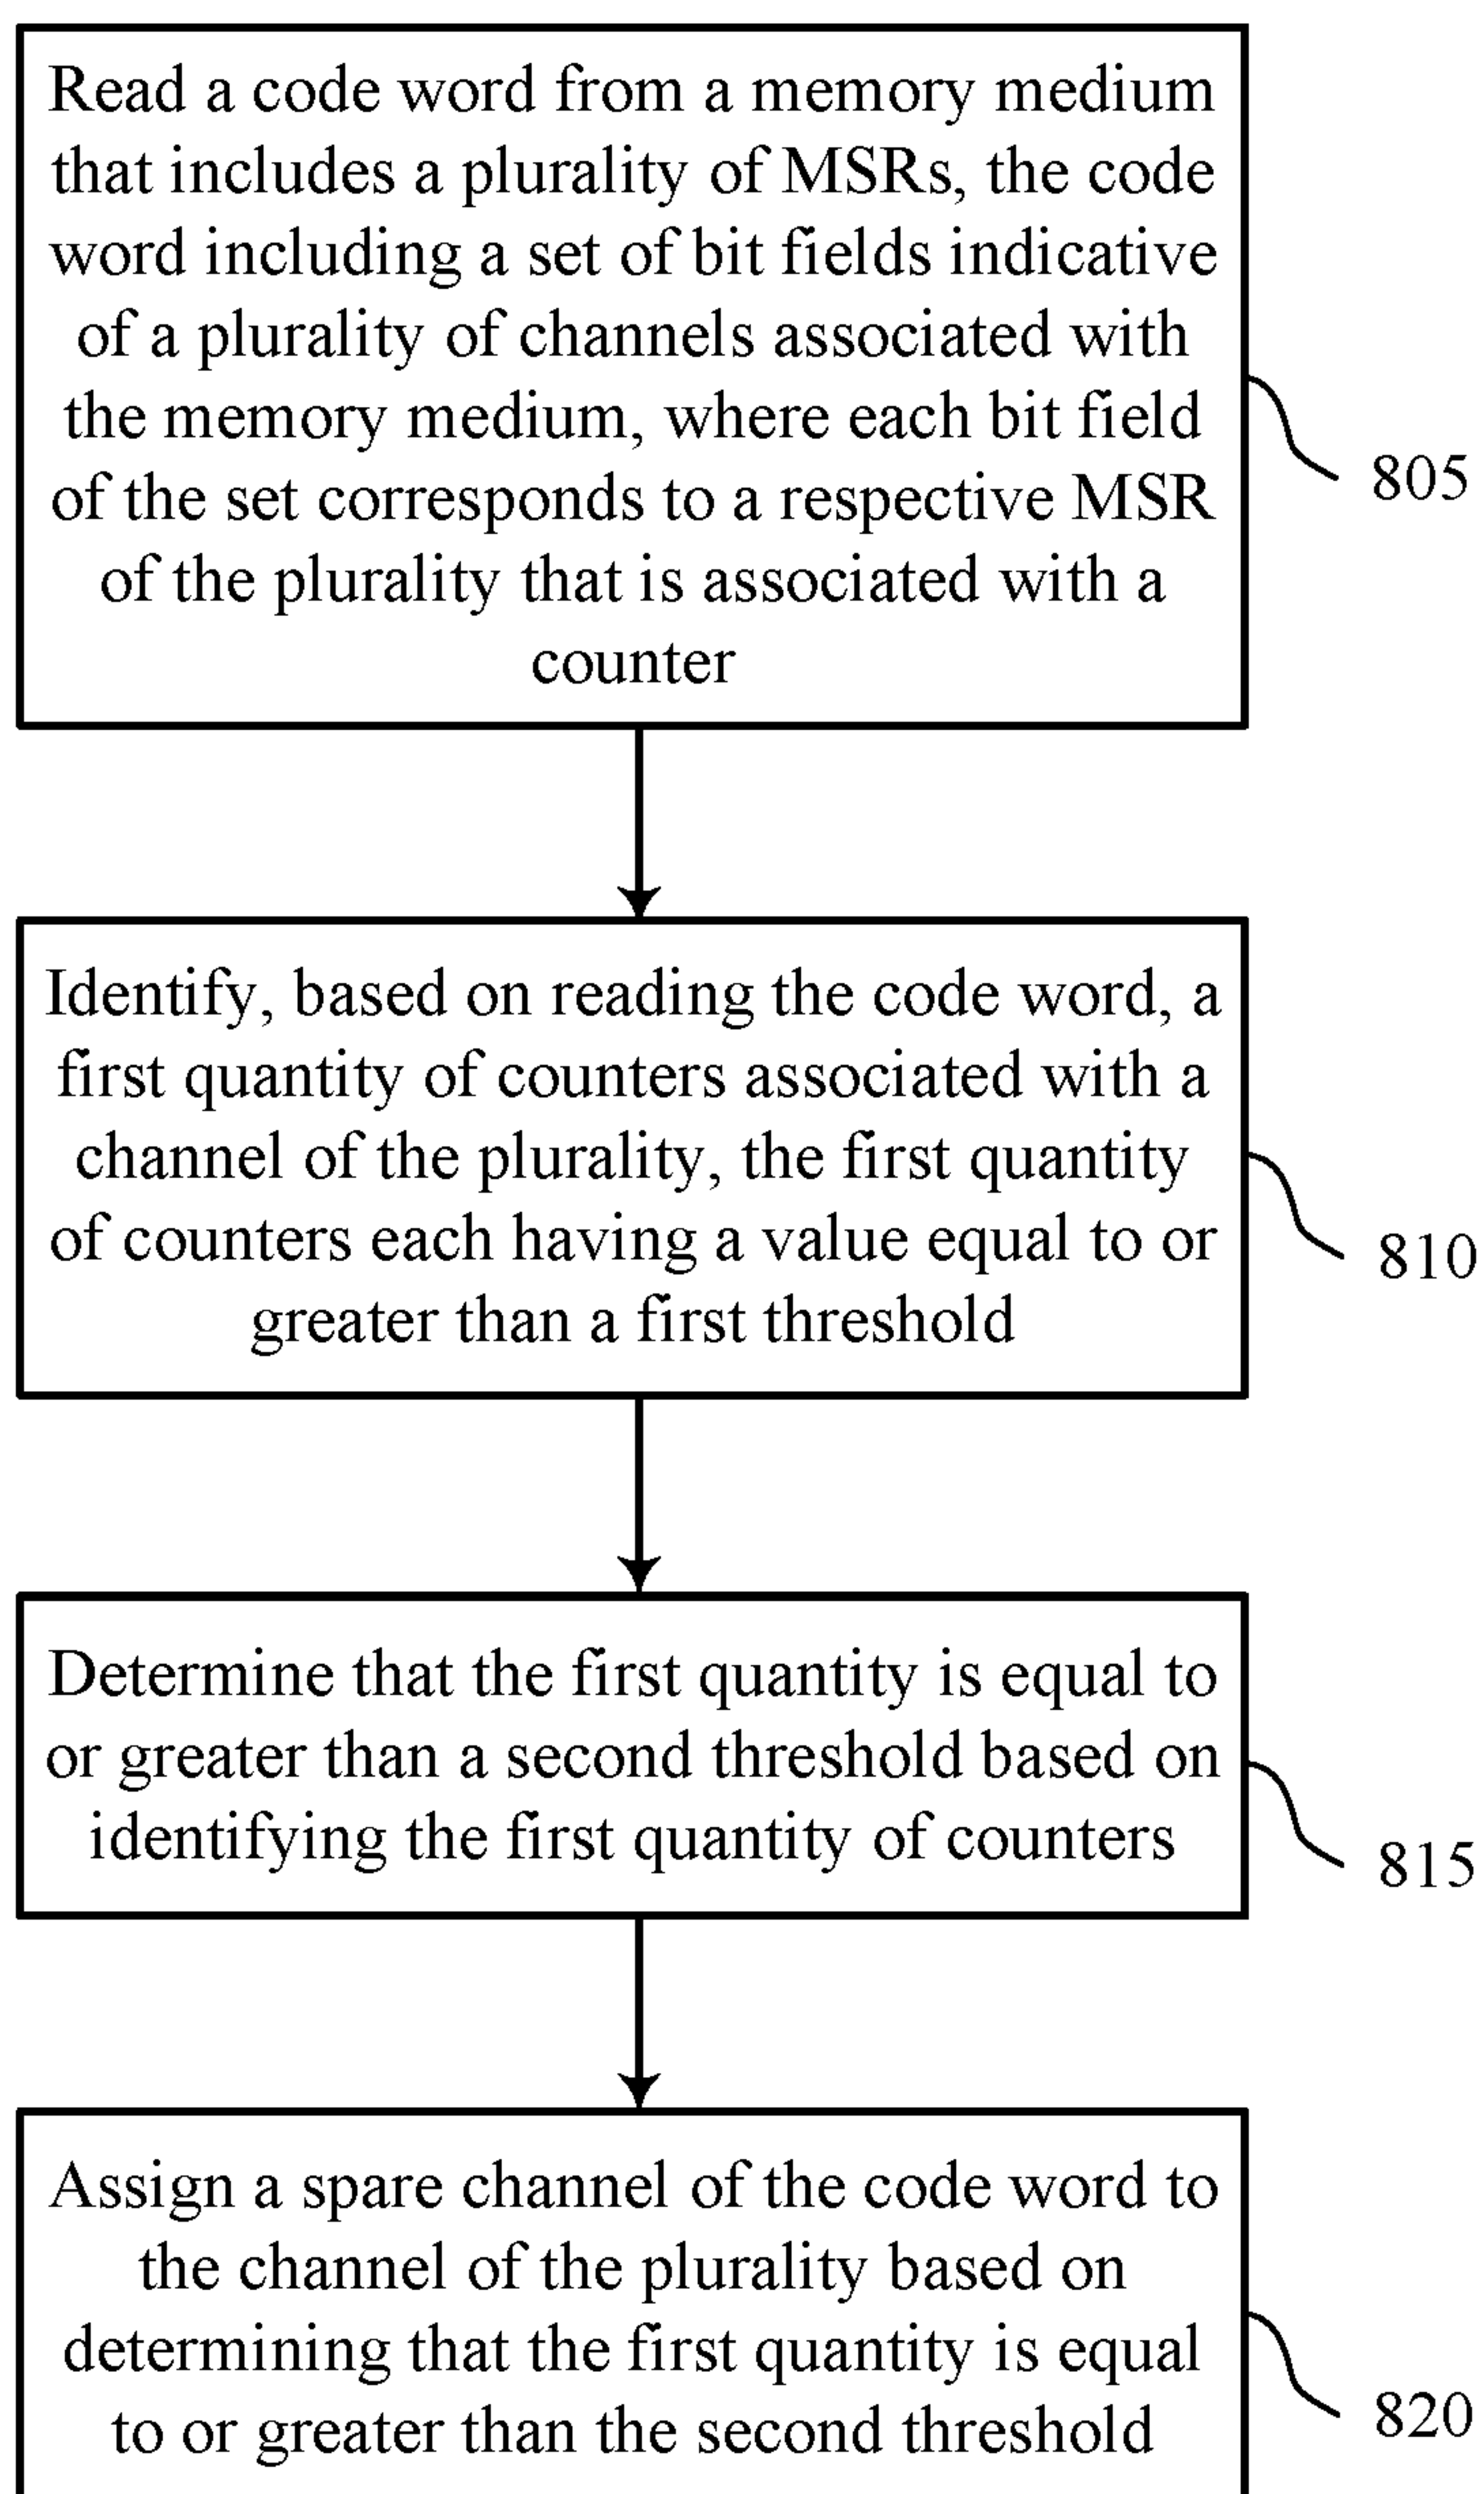 Read a code word from a memory medium
that includes a plurality of MSRs, the code
word including a set of bit fields indicative
of a plurality of channels associated with
the memory medium, where each bit field
of the set corresponds to a respective MSR
of the plurality that is associated with a
counter
805
Identify, based on reading the code word, a
first quantity of counters associated with a
channel of the plurality, the first quantity
of counters each having a value equal to or
greater than a first threshold
810
Determine that the first quantity is equal to
or greater than a second threshold based on
identifying the first quantity of counters
815
Assign a spare channel of the code word to
the channel of the plurality based on
determining that the first quantity is equal
to or greater than the second threshold
820